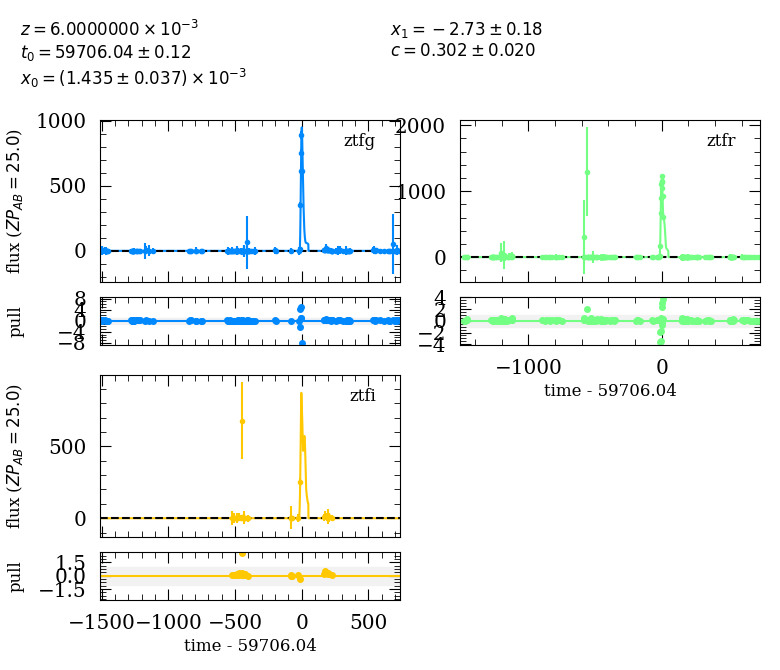 z = 6.0000000 × 10⁻³
t₀ = 59706.04 ± 0.12
x₀ = (1.435 ± 0.037) × 10⁻³
x₁ = −2.73 ± 0.18
c = 0.302 ± 0.020
ztfg
flux (ZP_AB = 25.0)
1000
500
0
ztfr
2000
1000
0
pull
8
4
0
−4
−8
4
2
0
−2
−4
−1000
0
time - 59706.04
ztfi
flux (ZP_AB = 25.0)
500
0
pull
1.5
0.0
−1.5
−1500
−1000
−500
0
500
time - 59706.04